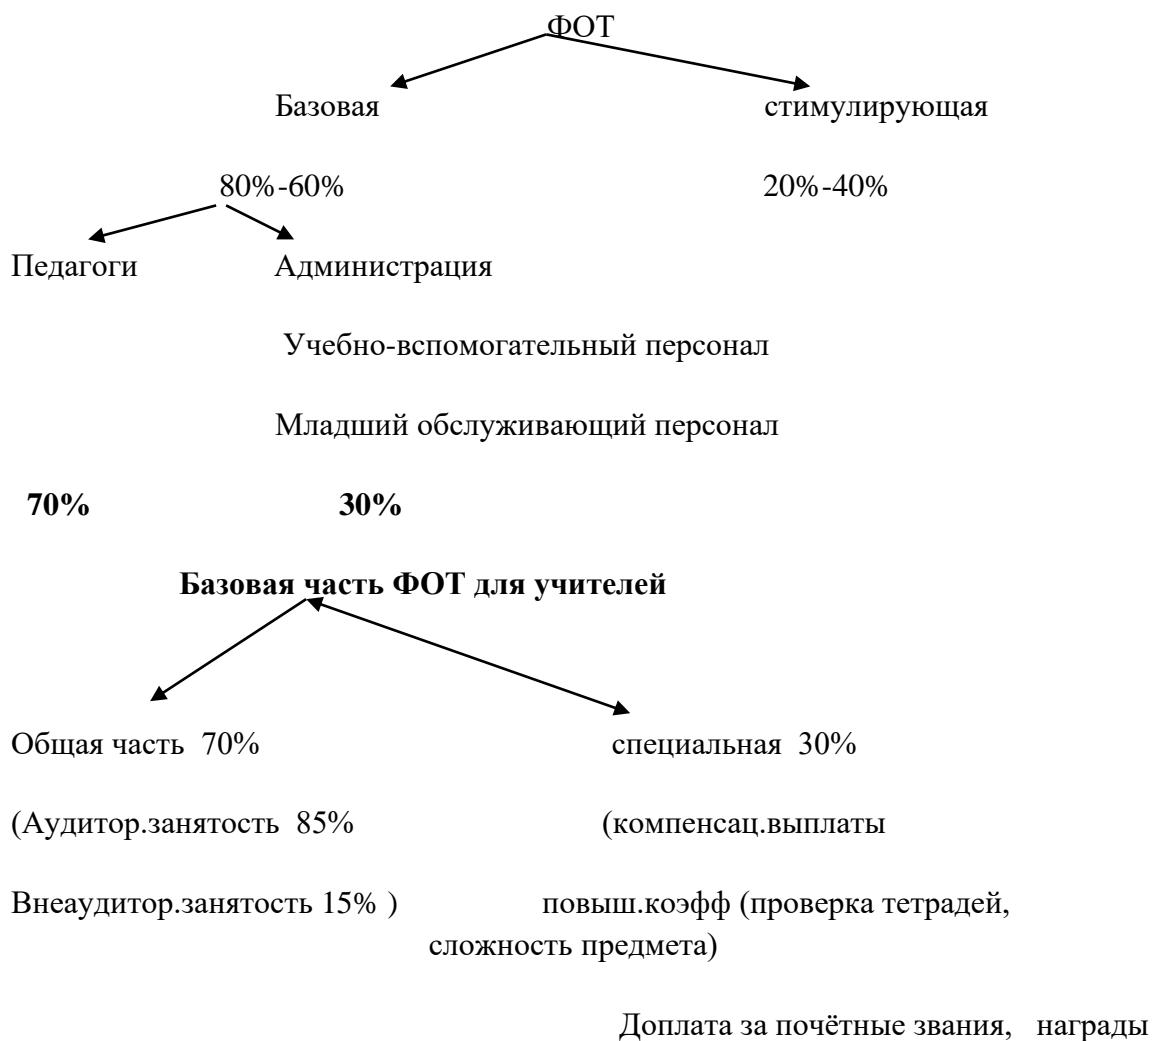 ФОТ
Базовая стимулирующая
80%-60% 20%-40%
Педагоги Администрация
Учебно-вспомогательный персонал
Младший обслуживающий персонал
70% 30%
Базовая часть ФОТ для учителей
Общая часть 70% специальная 30%
(Аудитор.занятость 85% (компенсац.выплаты
Внеаудитор.занятость 15% ) повыш.коэфф (проверка тетрадей,
сложность предмета)
Доплата за почётные звания, награды